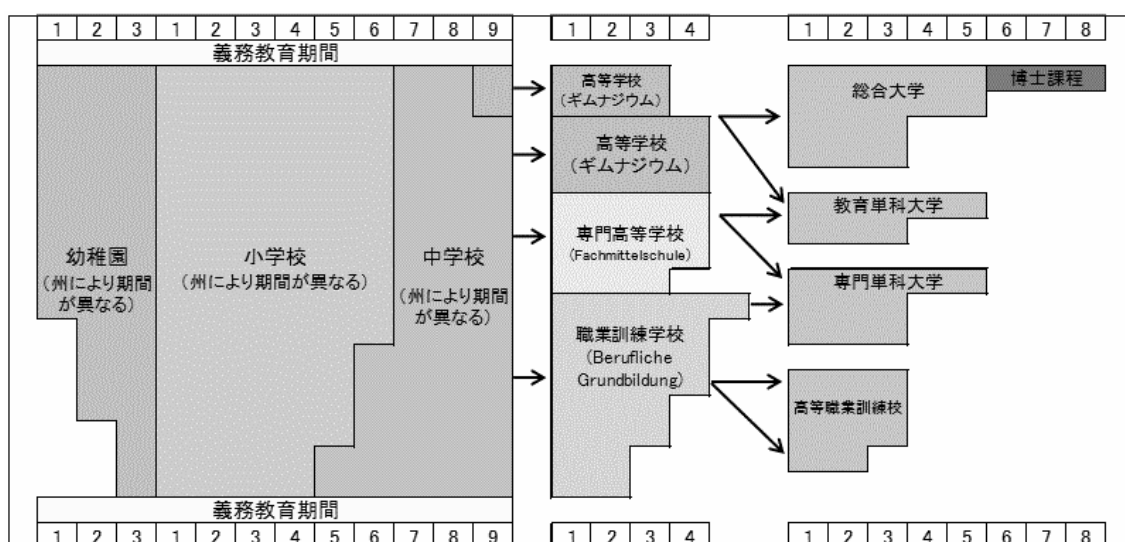 1 2 3 1 2 3 4 5 6 7 8 9 1 2 3 4 1 2 3 4 5 6 7 8
義務教育期間
高等学校
(ギムナジウム)
総合大学
博士課程
高等学校
(ギムナジウム)
教育単科大学
幼稚園
(州により期間
が異なる)
小学校
(州により期間が異なる)
中学校
(州により期間
が異なる)
専門高等学校
(Fachmittelschule)
専門単科大学
職業訓練学校
(Berufliche
Grundbildung)
高等職業訓練校
義務教育期間
1 2 3 1 2 3 4 5 6 7 8 9 1 2 3 4 1 2 3 4 5 6 7 8